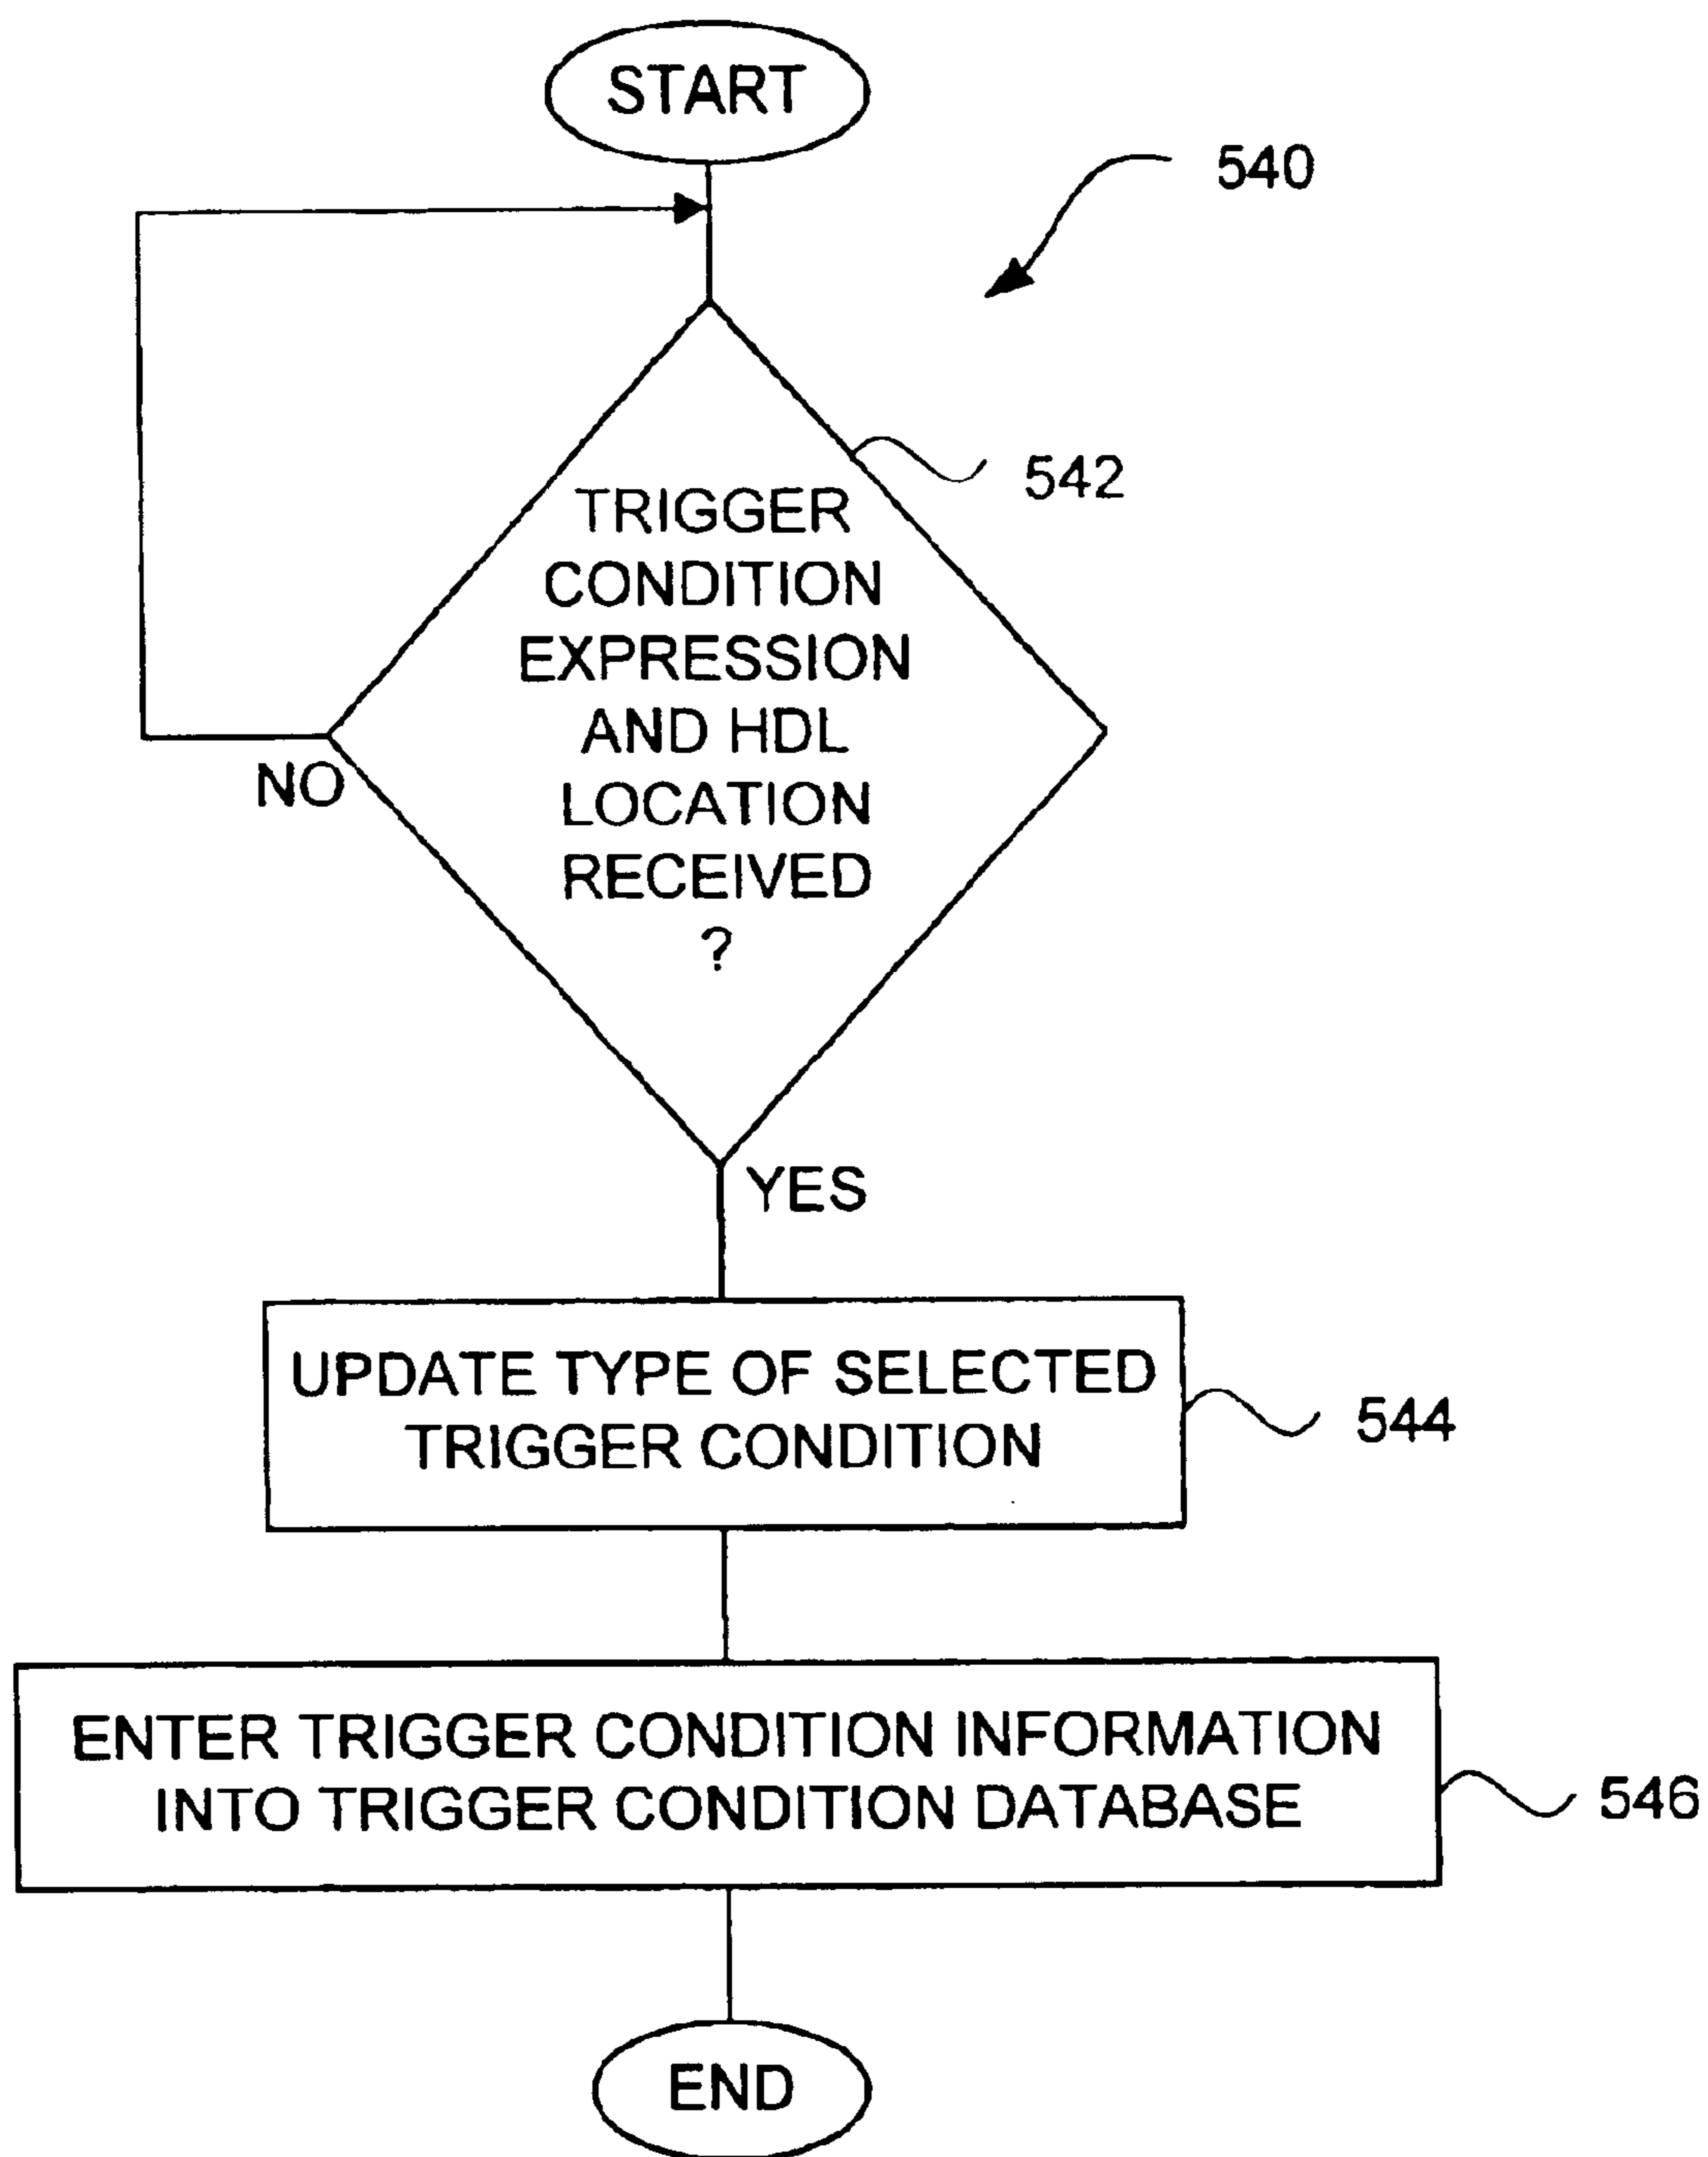 START
540
542
TRIGGER
CONDITION
EXPRESSION
AND HDL
LOCATION
RECEIVED
?
NO
YES
UPDATE TYPE OF SELECTED
TRIGGER CONDITION
544
ENTER TRIGGER CONDITION INFORMATION
INTO TRIGGER CONDITION DATABASE
546
END